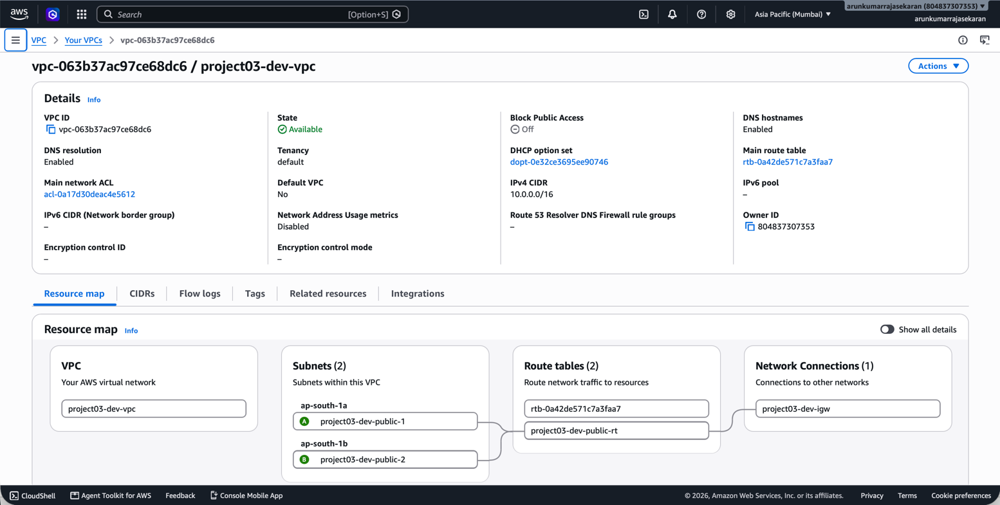 aws
Search
[Option+S]
Asia Pacific (Mumbai) ▼
arunkumarrajasekaran (804837307353) ▼
arunkumarrajasekaran
VPC > Your VPCs > vpc-063b37ac97ce68dc6
vpc-063b37ac97ce68dc6 / project03-dev-vpc
Actions ▼
Details Info
VPC ID
vpc-063b37ac97ce68dc6
State
Available
Block Public Access
Off
DNS hostnames
Enabled
DNS resolution
Enabled
Tenancy
default
DHCP option set
dopt-0e32ce3695ee90746
Main route table
rtb-0a42de571c7a3faa7
Main network ACL
acl-0a17d30deac4e5612
Default VPC
No
IPv4 CIDR
10.0.0.0/16
IPv6 pool
–
IPv6 CIDR (Network border group)
–
Network Address Usage metrics
Disabled
Route 53 Resolver DNS Firewall rule groups
–
Owner ID
804837307353
Encryption control ID
–
Encryption control mode
–
Resource map
CIDRs
Flow logs
Tags
Related resources
Integrations
Resource map Info
Show all details
VPC
Your AWS virtual network
project03-dev-vpc
Subnets (2)
Subnets within this VPC
ap-south-1a
A project03-dev-public-1
ap-south-1b
B project03-dev-public-2
Route tables (2)
Route network traffic to resources
rtb-0a42de571c7a3faa7
project03-dev-public-rt
Network Connections (1)
Connections to other networks
project03-dev-igw
CloudShell
Agent Toolkit for AWS
Feedback
Console Mobile App
© 2026, Amazon Web Services, Inc. or its affiliates.
Privacy
Terms
Cookie preferences